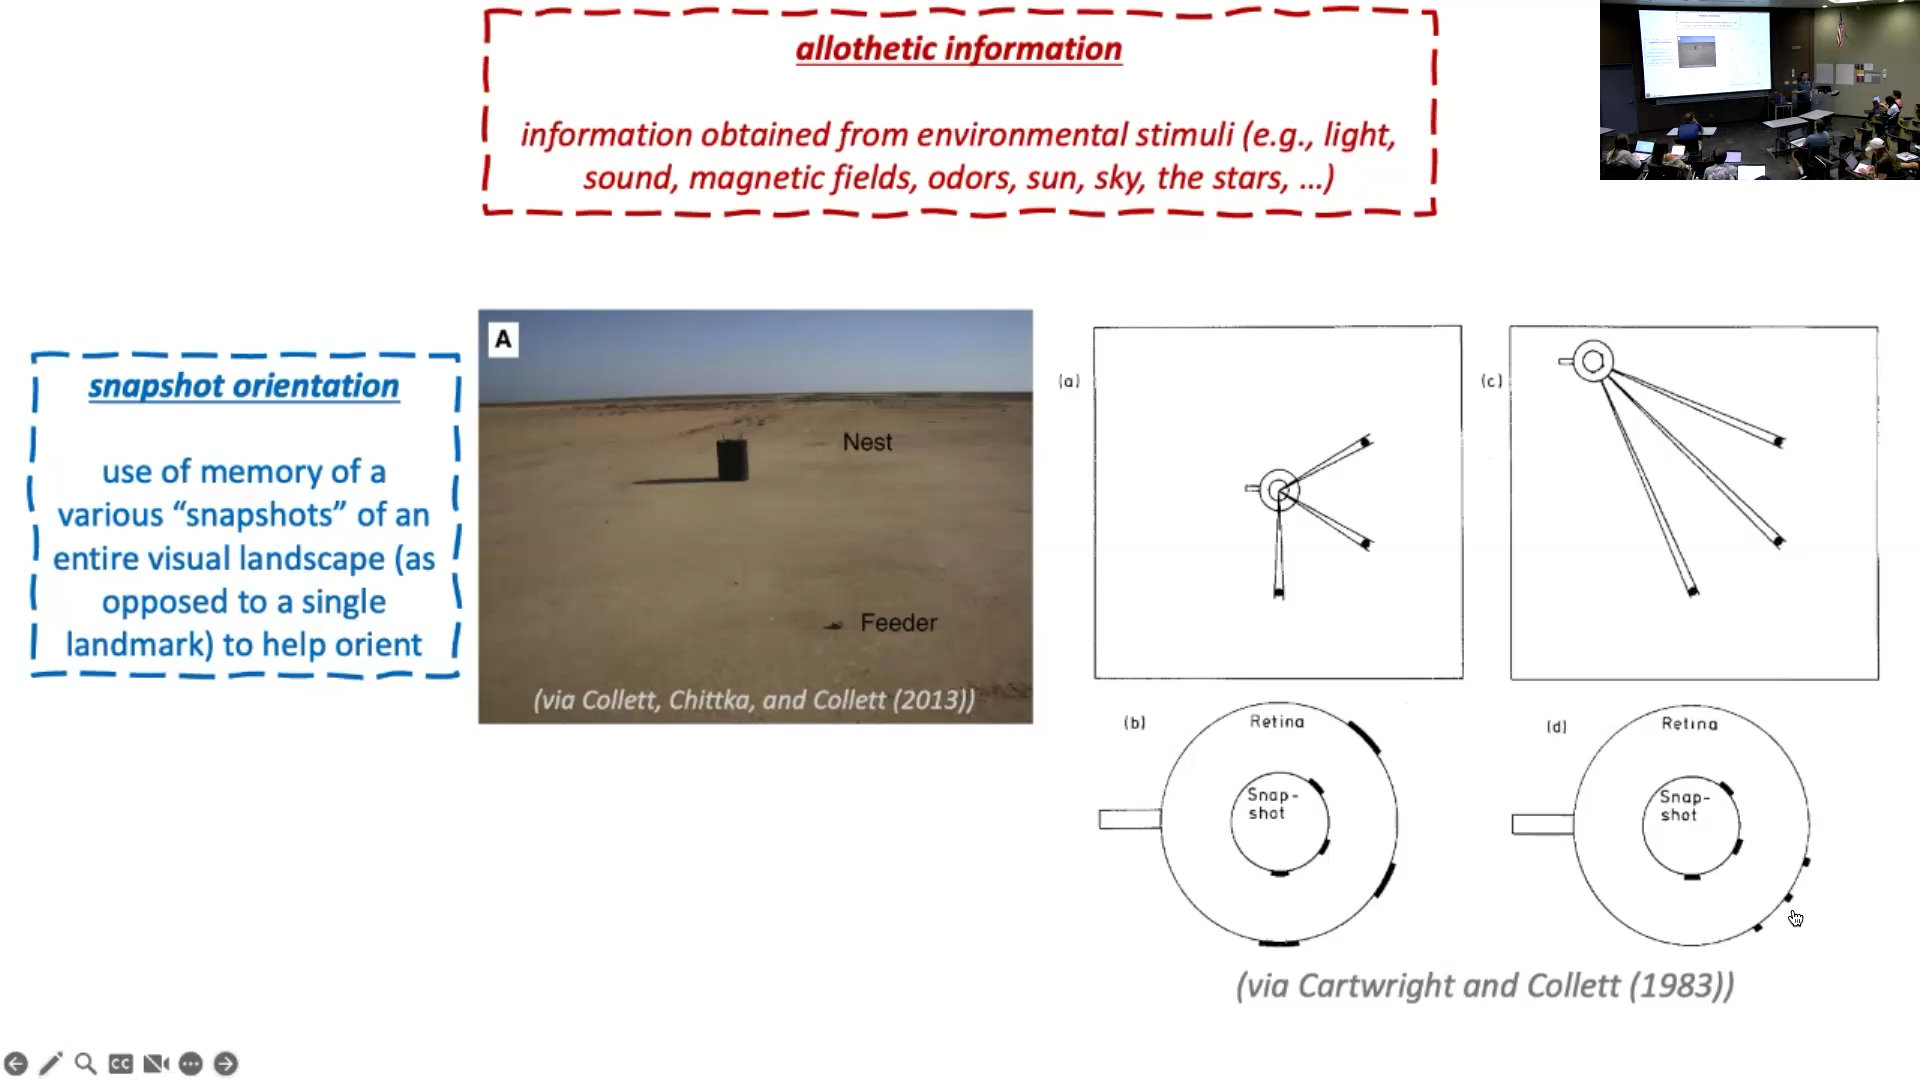 allothetic information
information obtained from environmental stimuli (e.g., light,
sound, magnetic fields, odors, sun, sky, the stars, …)
snapshot orientation
use of memory of a
various “snapshots” of an
entire visual landscape (as
opposed to a single
landmark) to help orient
A
Nest
Feeder
(via Collett, Chittka, and Collett (2013))
(a)
(c)
(b)
Retina
Snap-
shot
(d)
Retina
Snap-
shot
(via Cartwright and Collett (1983))
CC